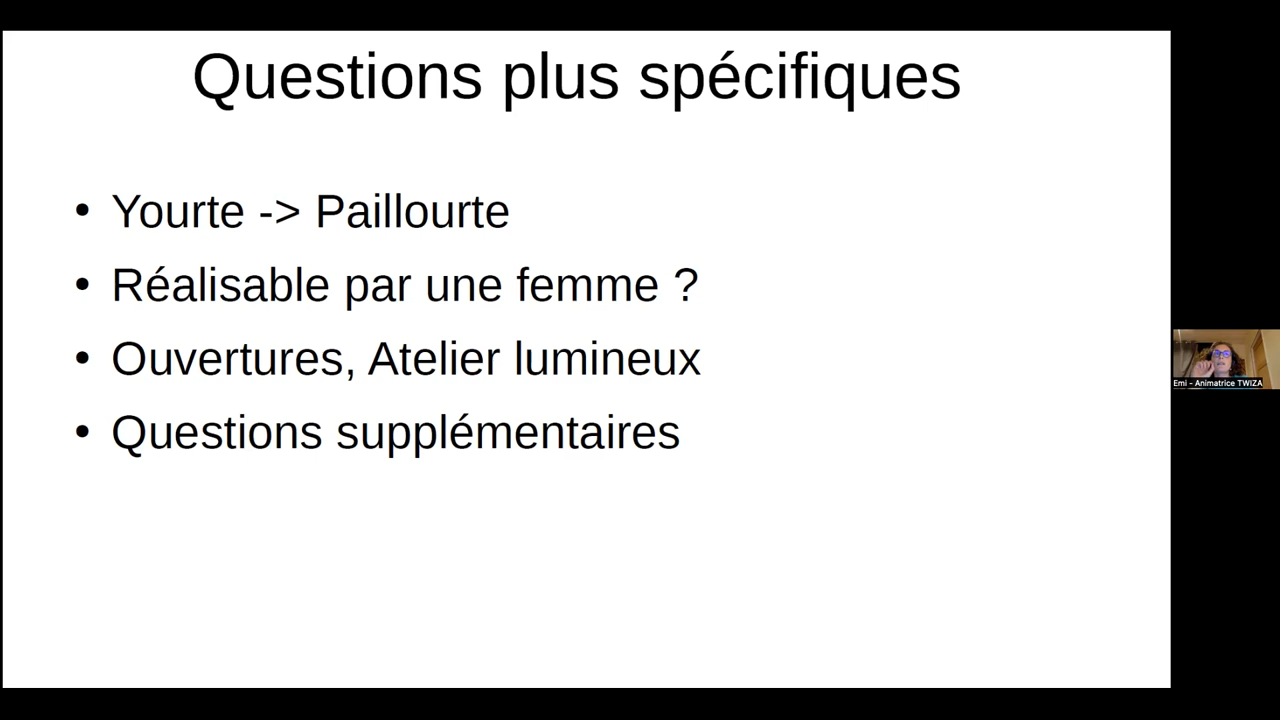 Questions plus spécifiques
• Yourte -> Paillourte
• Réalisable par une femme ?
• Ouvertures, Atelier lumineux
• Questions supplémentaires
Emi - Animatrice TWIZA